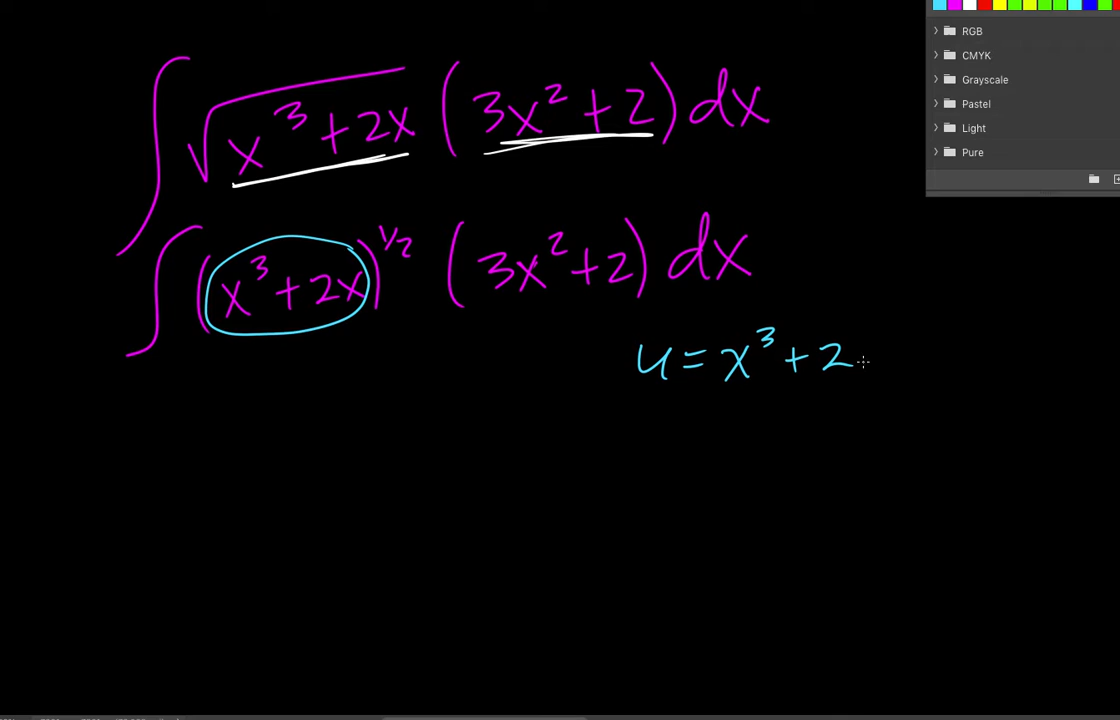 ∫ √(x³ + 2x) (3x² + 2) dx
∫ (x³ + 2x)^1/2 (3x² + 2) dx
u = x³ + 2
RGB
CMYK
Grayscale
Pastel
Light
Pure